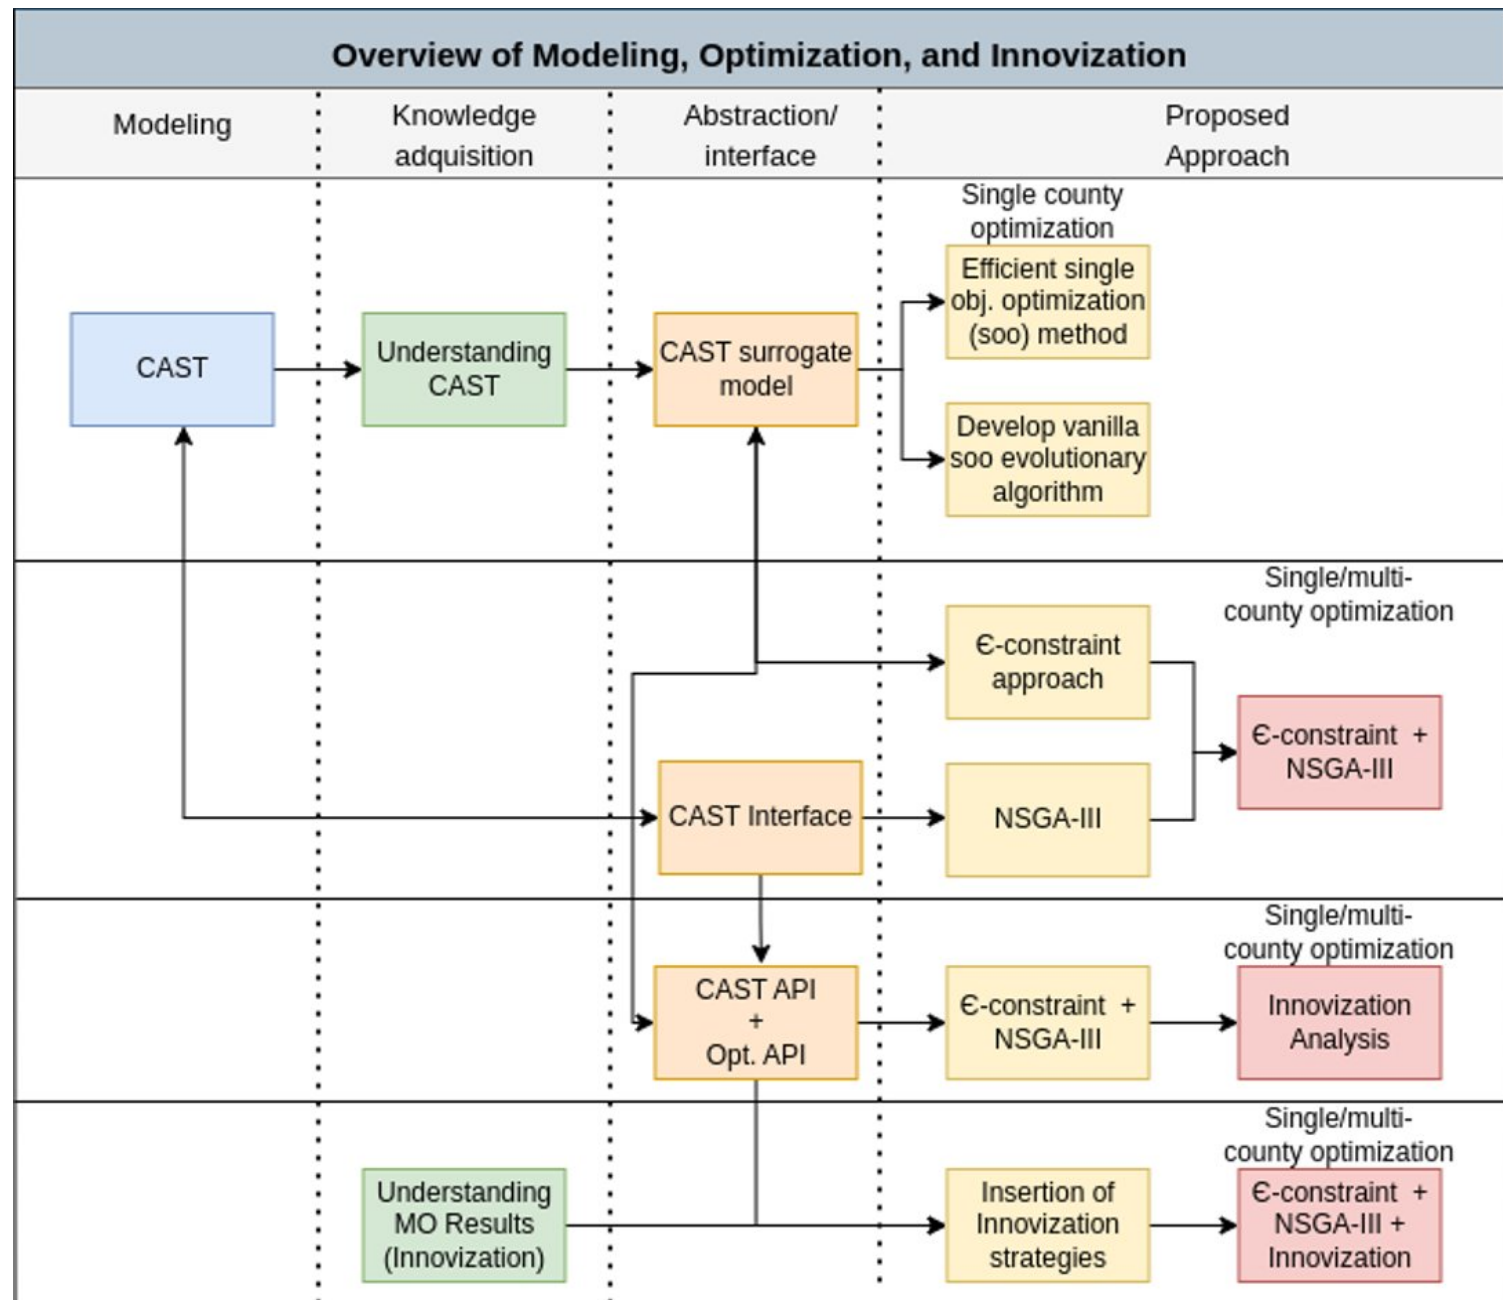 Overview of Modeling, Optimization, and Innovization
Modeling
Knowledge
adquisition
Abstraction/
interface
Proposed
Approach
Single county
optimization
Efficient single
obj. optimization
(soo) method
CAST
Understanding
CAST
CAST surrogate
model
Develop vanilla
soo evolutionary
algorithm
Single/multi-
county optimization
Є-constraint
approach
Є-constraint +
NSGA-III
CAST Interface
NSGA-III
Single/multi-
county optimization
CAST API
+
Opt. API
Є-constraint +
NSGA-III
Innovization
Analysis
Single/multi-
county optimization
Understanding
MO Results
(Innovization)
Insertion of
Innovization
strategies
Є-constraint +
NSGA-III +
Innovization